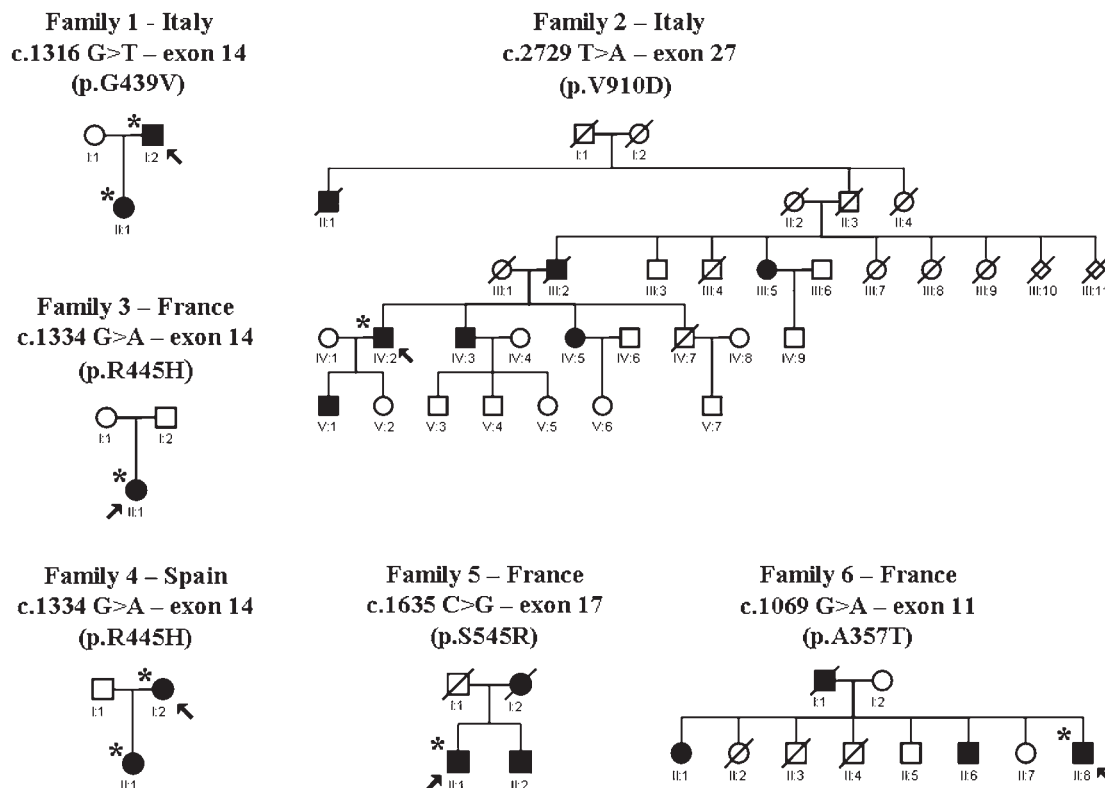 Family 1 - Italy
c.1316 G>T – exon 14
(p.G439V)
*
I:1 I:2
*
II:1
Family 2 – Italy
c.2729 T>A – exon 27
(p.V910D)
I:1 I:2
II:1 II:2 II:3 II:4
III:1 III:2 III:3 III:4 III:5 III:6 III:7 III:8 III:9 III:10 III:11
*
IV:1 IV:2 IV:3 IV:4 IV:5 IV:6 IV:7 IV:8 IV:9
V:1 V:2 V:3 V:4 V:5 V:6 V:7
Family 3 – France
c.1334 G>A – exon 14
(p.R445H)
I:1 I:2
*
II:1
Family 4 – Spain
c.1334 G>A – exon 14
(p.R445H)
*
I:1 I:2
*
II:1
Family 5 – France
c.1635 C>G – exon 17
(p.S545R)
I:1 I:2
*
II:1 II:2
Family 6 – France
c.1069 G>A – exon 11
(p.A357T)
I:1 I:2
*
II:1 II:2 II:3 II:4 II:5 II:6 II:7 II:8